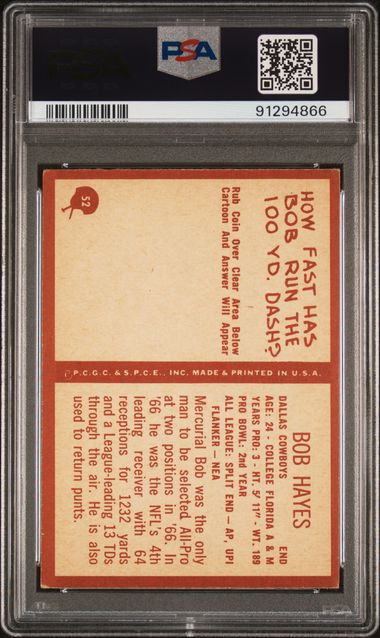 PSA
PSA
91294866
52
HOW FAST HAS
BOB RUN THE
100 YD. DASH?
Rub Coin Over Clear Area Below
Cartoon And Answer Will Appear
P.C.G.C. & S.P.C.E., INC. MADE & PRINTED IN U.S.A.
BOB HAYES
DALLAS COWBOYS END
AGE: 24 - COLLEGE FLORIDA A & M
YEARS PRO: 3 - HT. 5' 11" - WT. 189
PRO BOWL: 2nd YEAR
ALL LEAGUE: SPLIT END — AP, UPI
FLANKER — NEA
Mercurial Bob was the only
man to be selected All-Pro
at two positions in '66. In
'66 he was the NFL's 4th
leading receiver with 64
receptions for 1232 yards
and a League-leading 13 TDs
through the air. He is also
used to return punts.